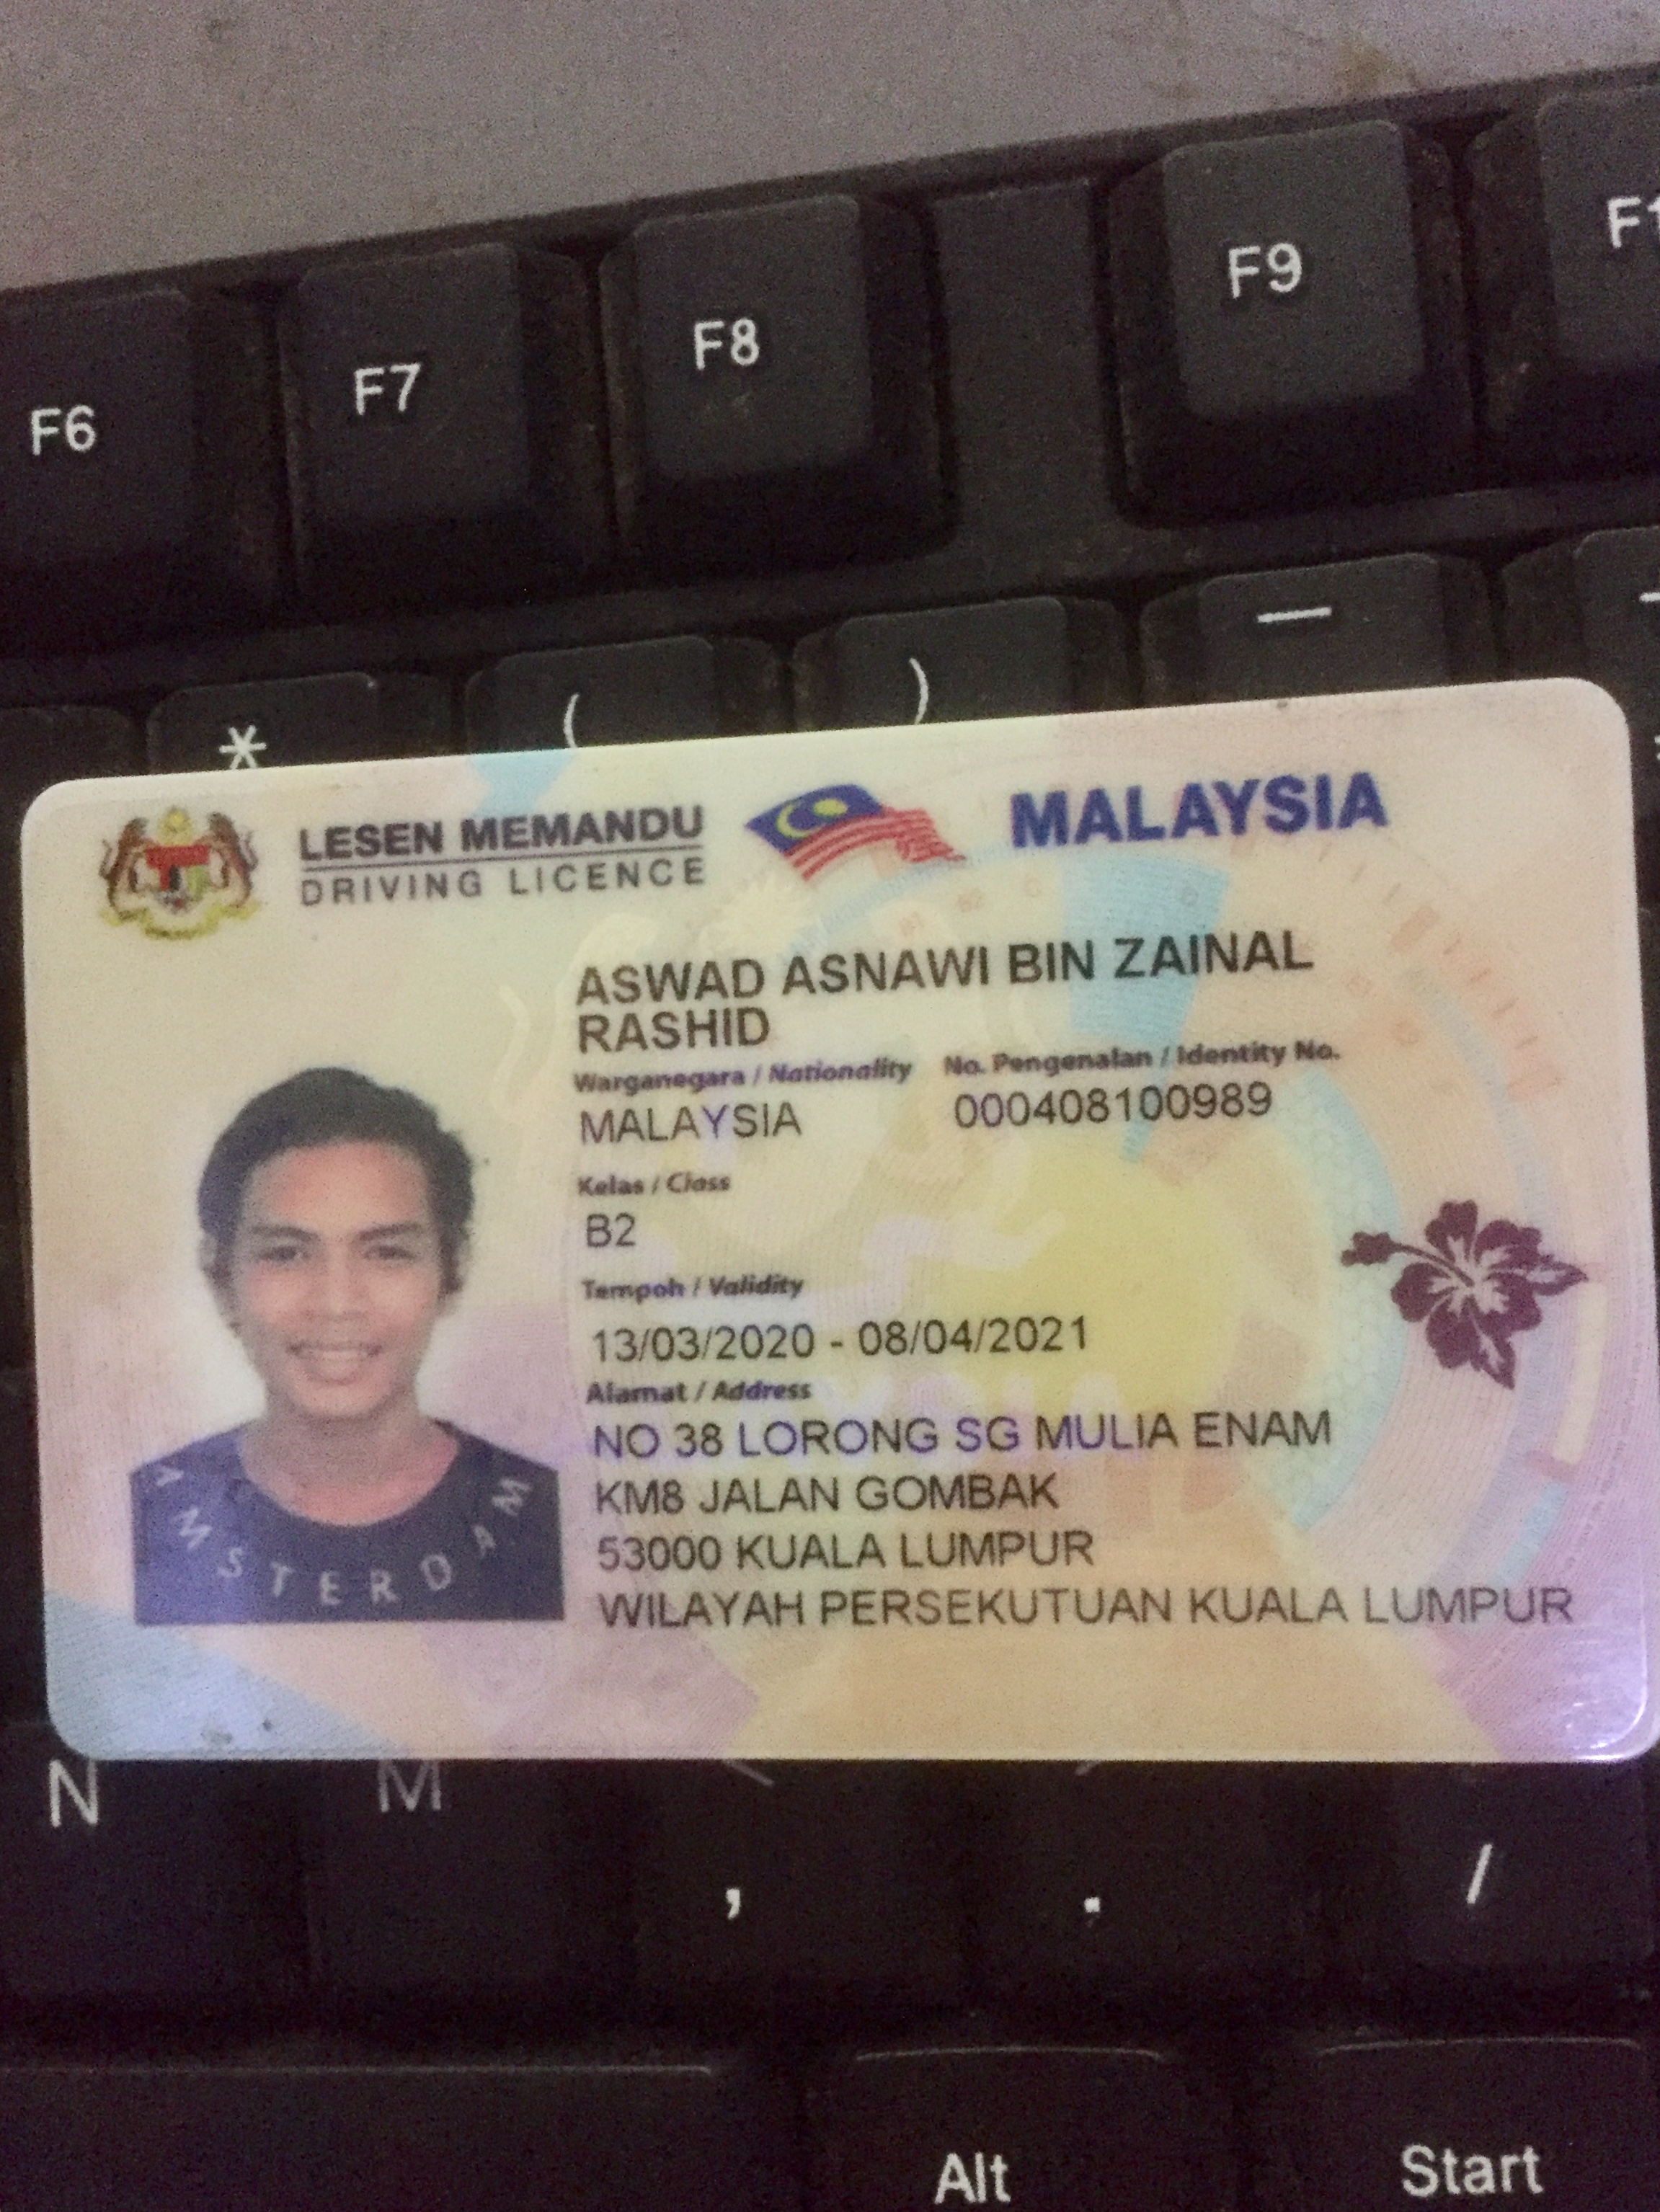 F6 F7 F8 F9 F1
* ( ) —
LESEN MEMANDU
DRIVING LICENCE
MALAYSIA
ASWAD ASNAWI BIN ZAINAL
RASHID
Warganegara / Nationality No. Pengenalan / Identity No.
MALAYSIA 000408100989
Kelas / Class
B2
Tempoh / Validity
13/03/2020 - 08/04/2021
Alamat / Address
NO 38 LORONG SG MULIA ENAM
KM8 JALAN GOMBAK
53000 KUALA LUMPUR
WILAYAH PERSEKUTUAN KUALA LUMPUR
AMSTERDAM
N M
, . /
Alt Start